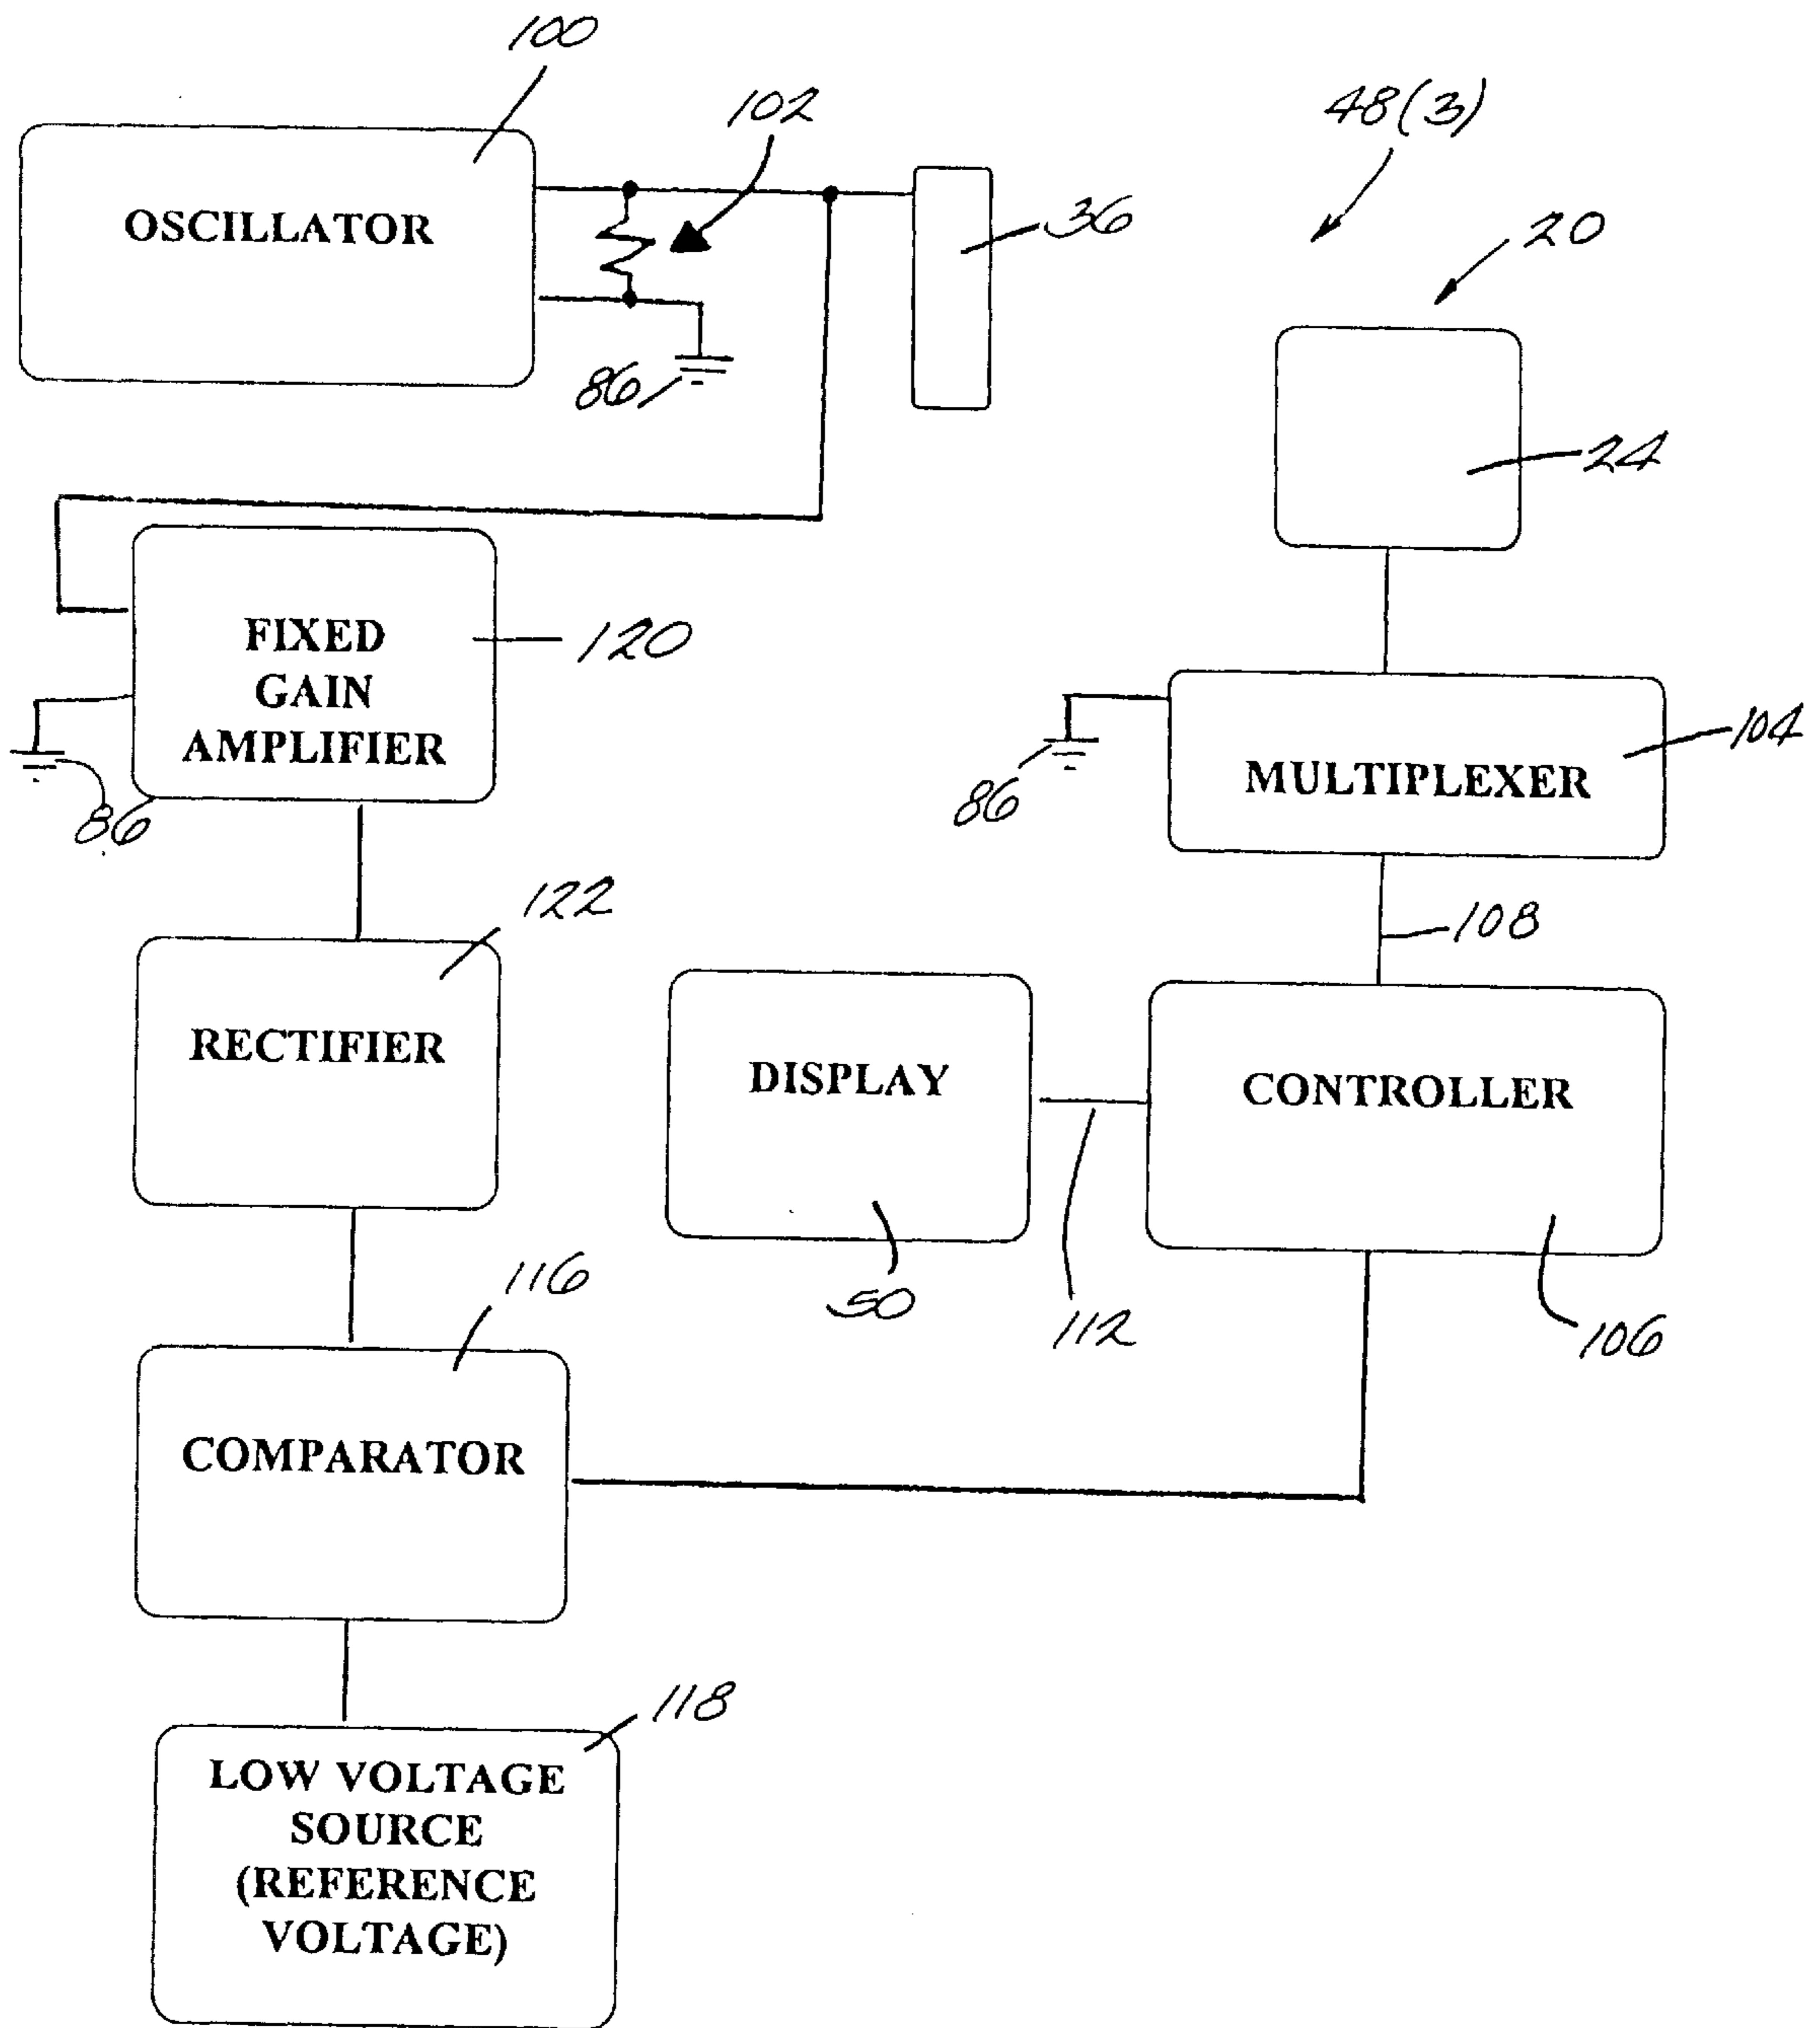 100
102
48(3)
OSCILLATOR
36
20
86
24
FIXED
GAIN
AMPLIFIER
120
86
104
MULTIPLEXER
86
122
108
RECTIFIER
DISPLAY
CONTROLLER
116
50
112
106
COMPARATOR
118
LOW VOLTAGE
SOURCE
(REFERENCE
VOLTAGE)